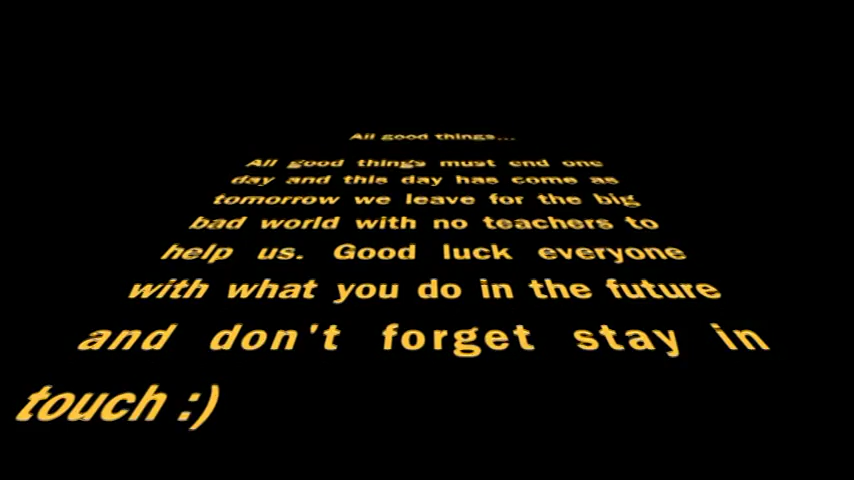 All good things...
All good things must end one
day and this day has come as
tomorrow we leave for the big
bad world with no teachers to
help us. Good luck everyone
with what you do in the future
and don't forget stay in
touch :)